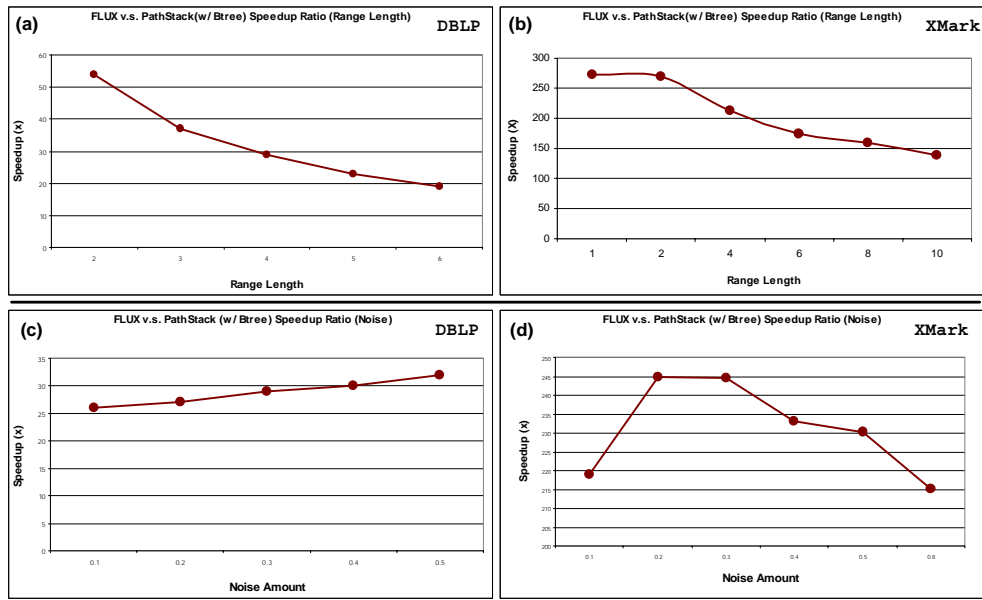 FLUX v.s. PathStack(w/ Btree) Speedup Ratio (Range Length)
(a)
DBLP
60
50
40
30
20
10
0
Speedup (x)
2 3 4 5 6
Range Length
FLUX v.s. PathStack(w/ Btree) Speedup Ratio (Range Length)
(b)
XMark
300
250
200
150
100
50
0
Speedup (X)
1 2 4 6 8 10
Range Length
FLUX v.s. PathStack (w/ Btree) Speedup Ratio (Noise)
(c)
DBLP
35
30
25
20
15
10
5
0
Speedup (x)
0.1 0.2 0.3 0.4 0.5
Noise Amount
FLUX v.s. PathStack (w/ Btree) Speedup Ratio (Noise)
(d)
XMark
250
245
240
235
230
225
220
215
210
205
200
Speedup (x)
0.1 0.2 0.3 0.4 0.5 0.8
Noise Amount